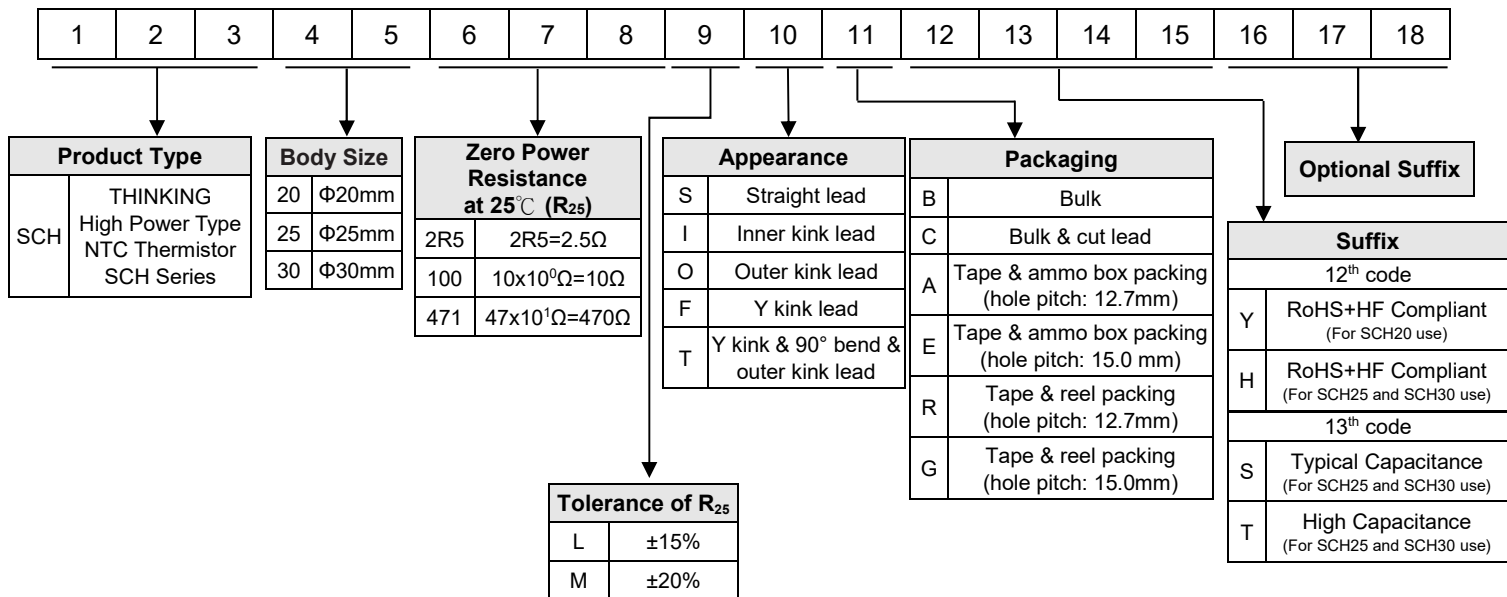 1 2 3 4 5 6 7 8 9 10 11 12 13 14 15 16 17 18
Product Type
SCH
THINKING
High Power Type
NTC Thermistor
SCH Series
Body Size
20 Φ20mm
25 Φ25mm
30 Φ30mm
Zero Power
Resistance
at 25℃ (R25)
2R5 2R5=2.5Ω
100 10x10⁰Ω=10Ω
471 47x10¹Ω=470Ω
Tolerance of R25
L ±15%
M ±20%
Appearance
S Straight lead
I Inner kink lead
O Outer kink lead
F Y kink lead
T
Y kink & 90° bend &
outer kink lead
Packaging
B Bulk
C Bulk & cut lead
A
Tape & ammo box packing
(hole pitch: 12.7mm)
E
Tape & ammo box packing
(hole pitch: 15.0 mm)
R
Tape & reel packing
(hole pitch: 12.7mm)
G
Tape & reel packing
(hole pitch: 15.0mm)
Optional Suffix
Suffix
12th code
Y
RoHS+HF Compliant
(For SCH20 use)
H
RoHS+HF Compliant
(For SCH25 and SCH30 use)
13th code
S
Typical Capacitance
(For SCH25 and SCH30 use)
T
High Capacitance
(For SCH25 and SCH30 use)